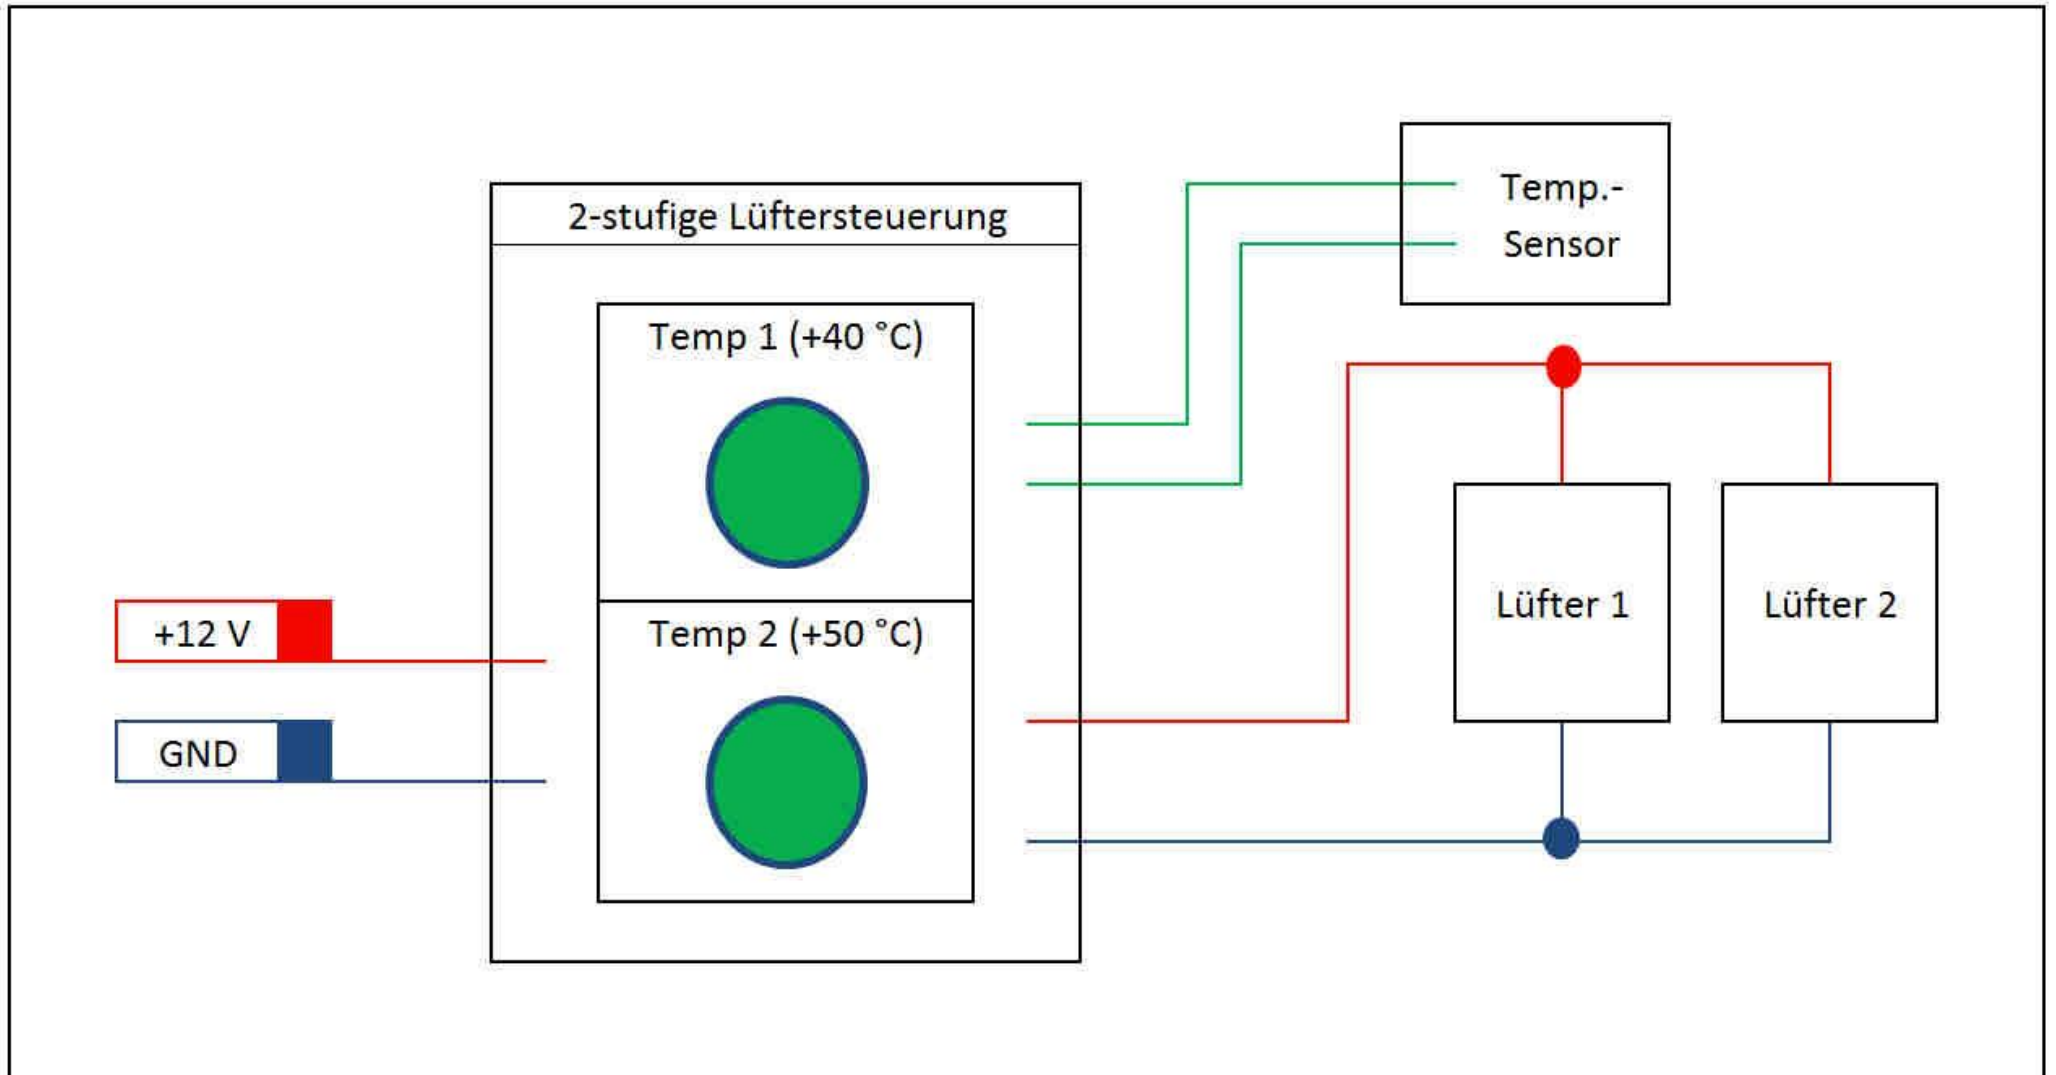 2-stufige Lüftersteuerung
Temp 1 (+40 °C)
Temp 2 (+50 °C)
+12 V
GND
Temp.-
Sensor
Lüfter 1
Lüfter 2